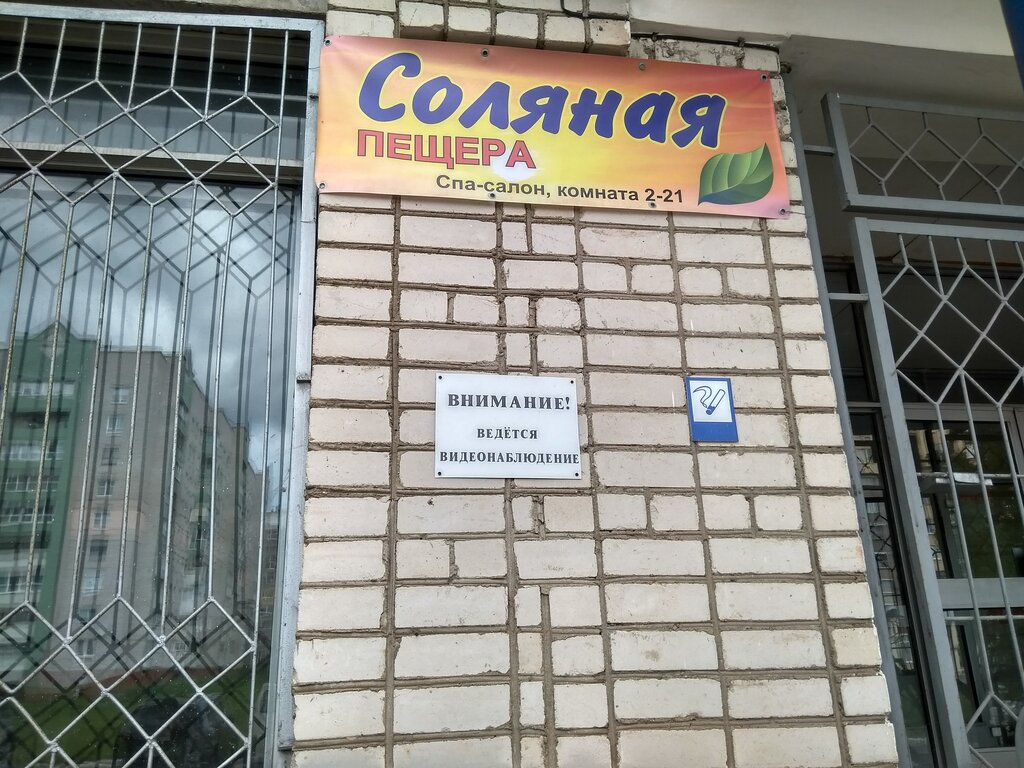 Соляная
ПЕЩЕРА
Спа-салон, комната 2-21
ВНИМАНИЕ!
ВЕДЁТСЯ
ВИДЕОНАБЛЮДЕНИЕ